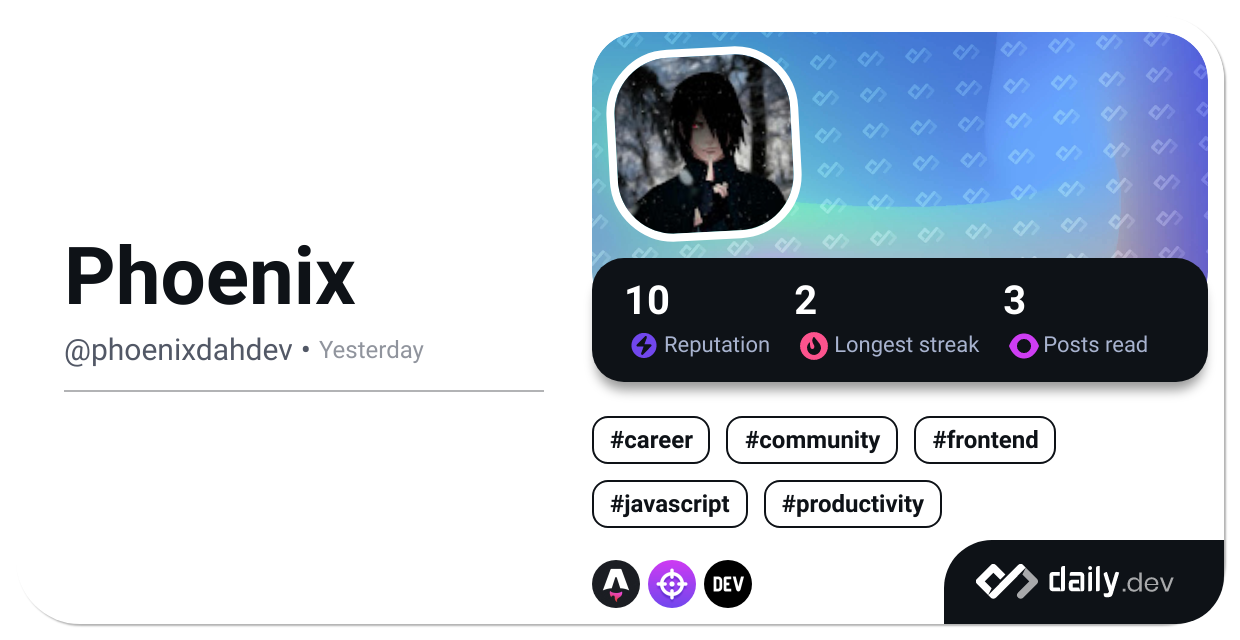 Phoenix
@phoenixdahdev • Yesterday
10 2 3
Reputation Longest streak Posts read
#career #community #frontend
#javascript #productivity
DEV
daily.dev